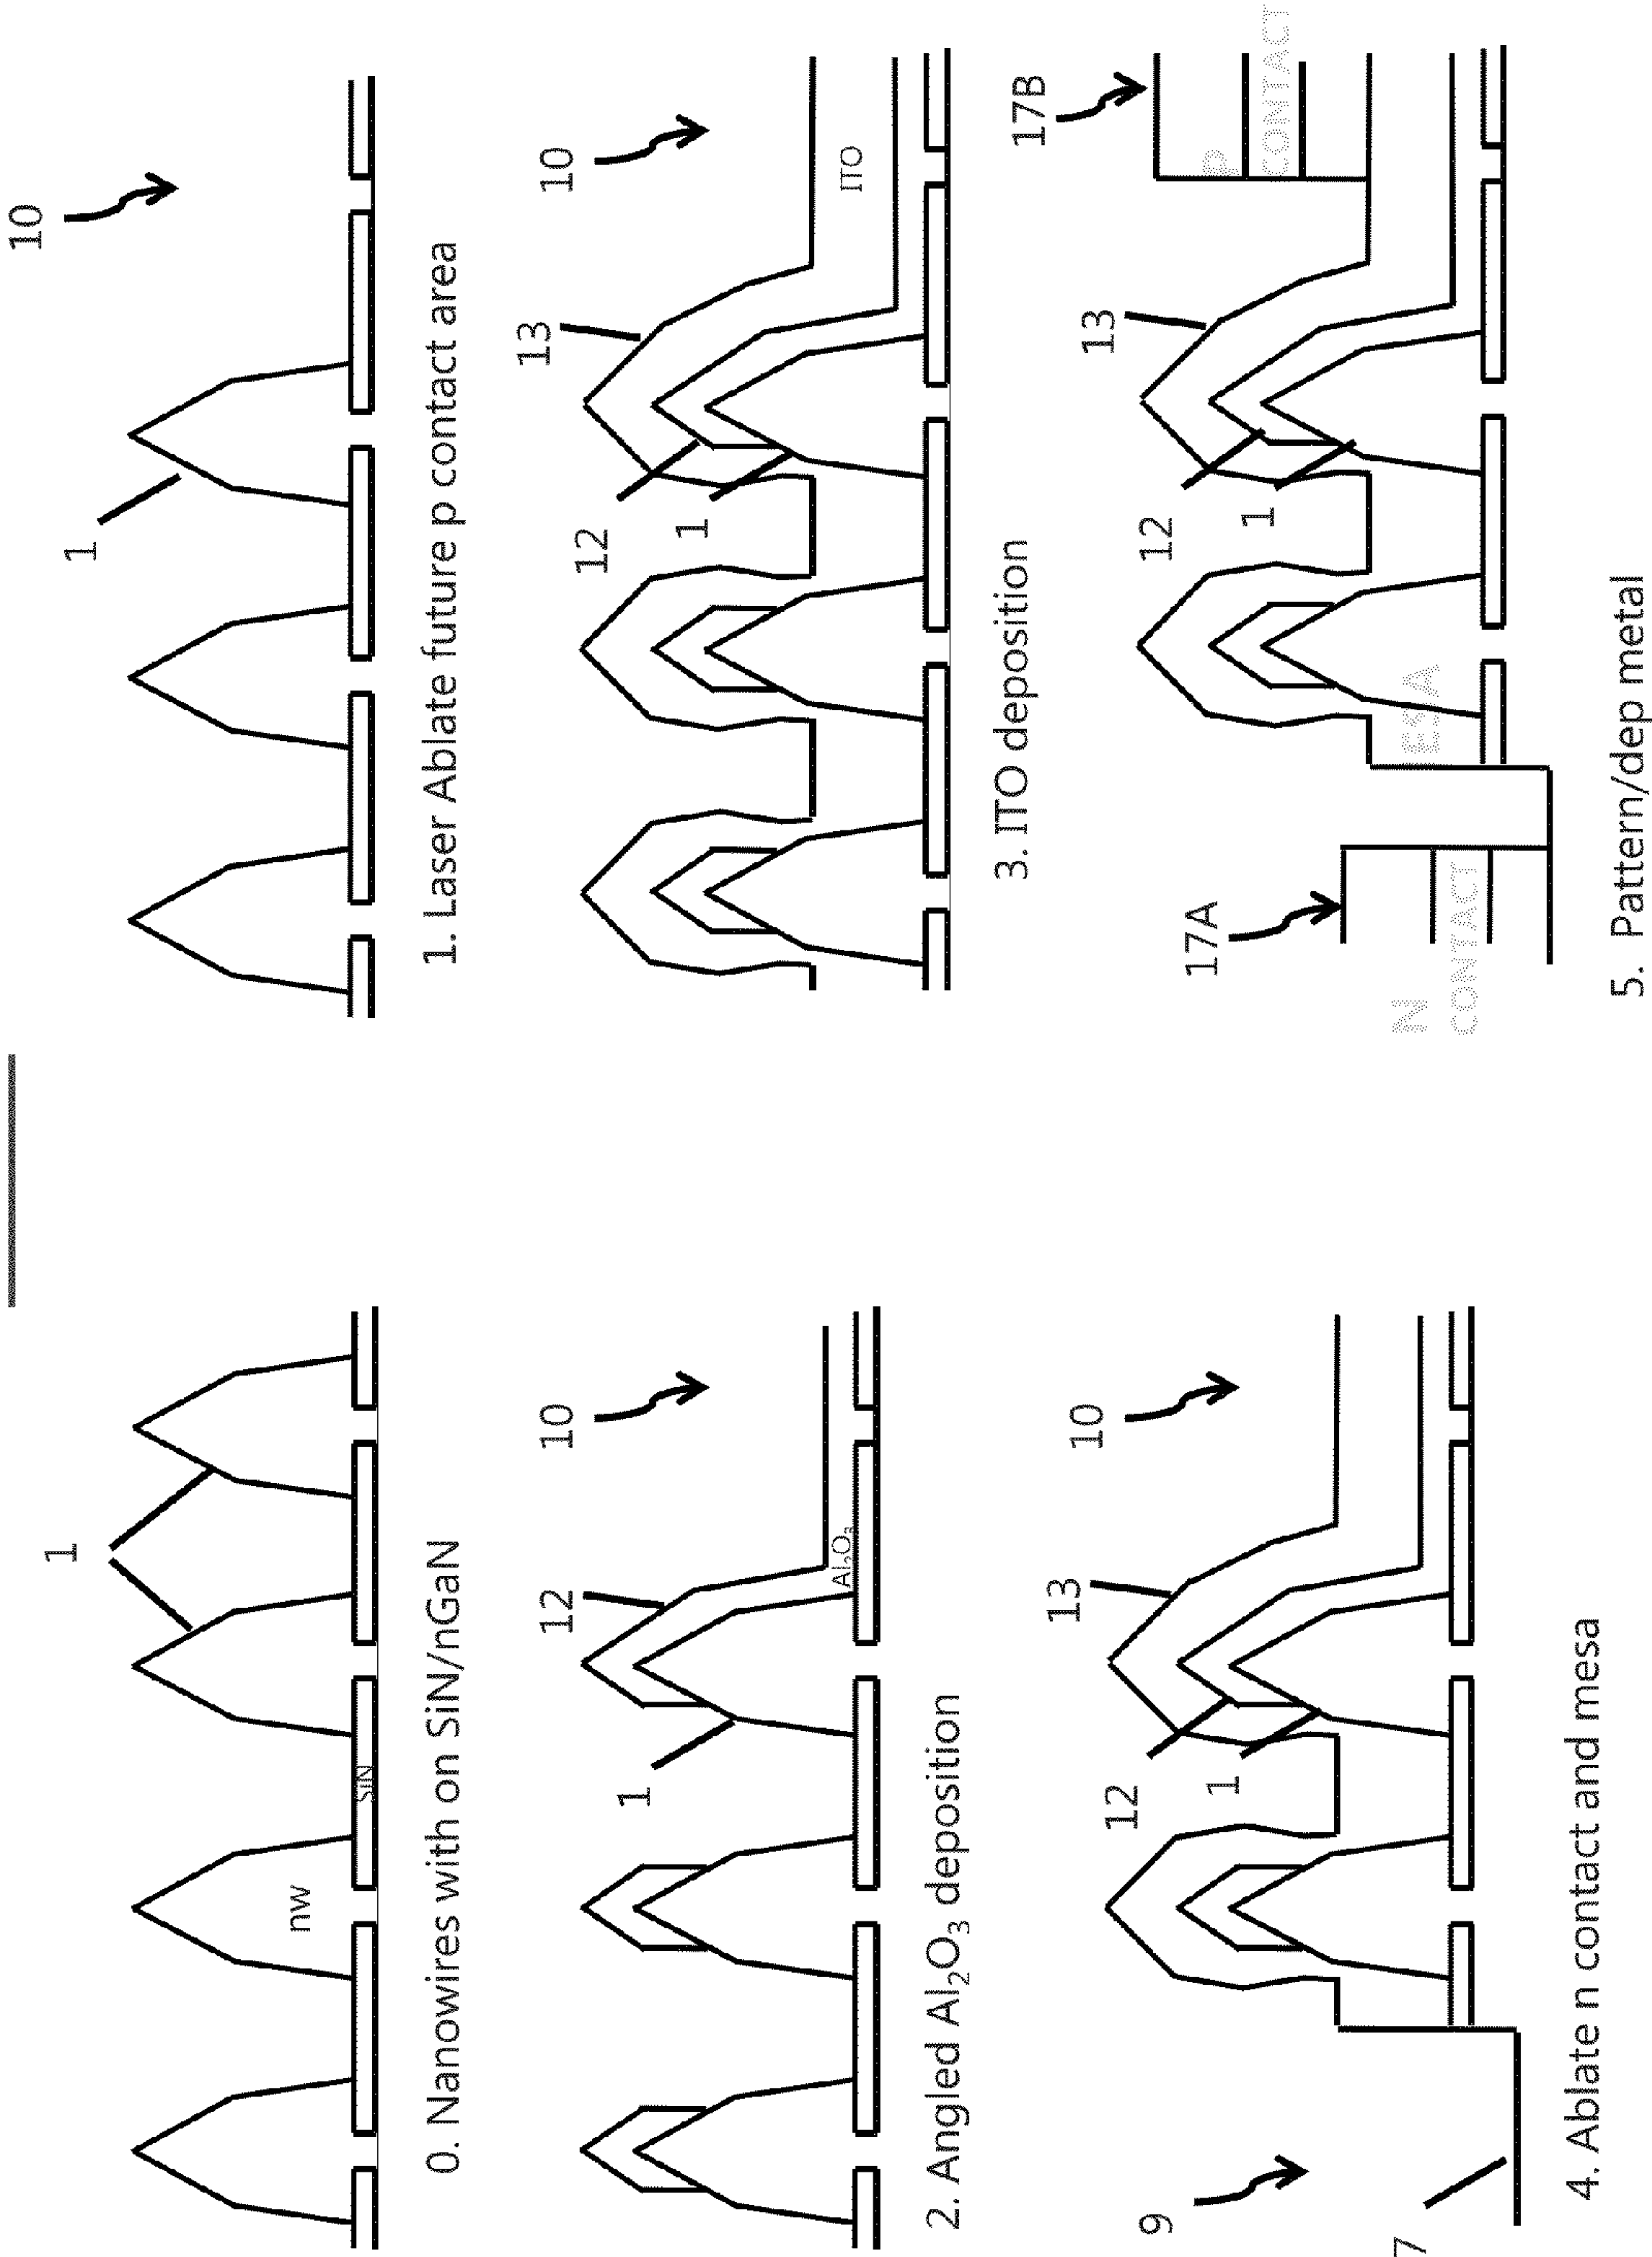 1
nw
SiN
0. Nanowires with on SiN/nGaN
10
1
1. Laser Ablate future p contact area
10
12
1
Al₂O₃
2. Angled Al₂O₃ deposition
10
13
12
1
ITO
3. ITO deposition
10
13
12
1
9
7
4. Ablate n contact and mesa
17B
13
12
1
17A
P
CONTACT
ESA
N
CONTACT
5. Pattern/dep metal